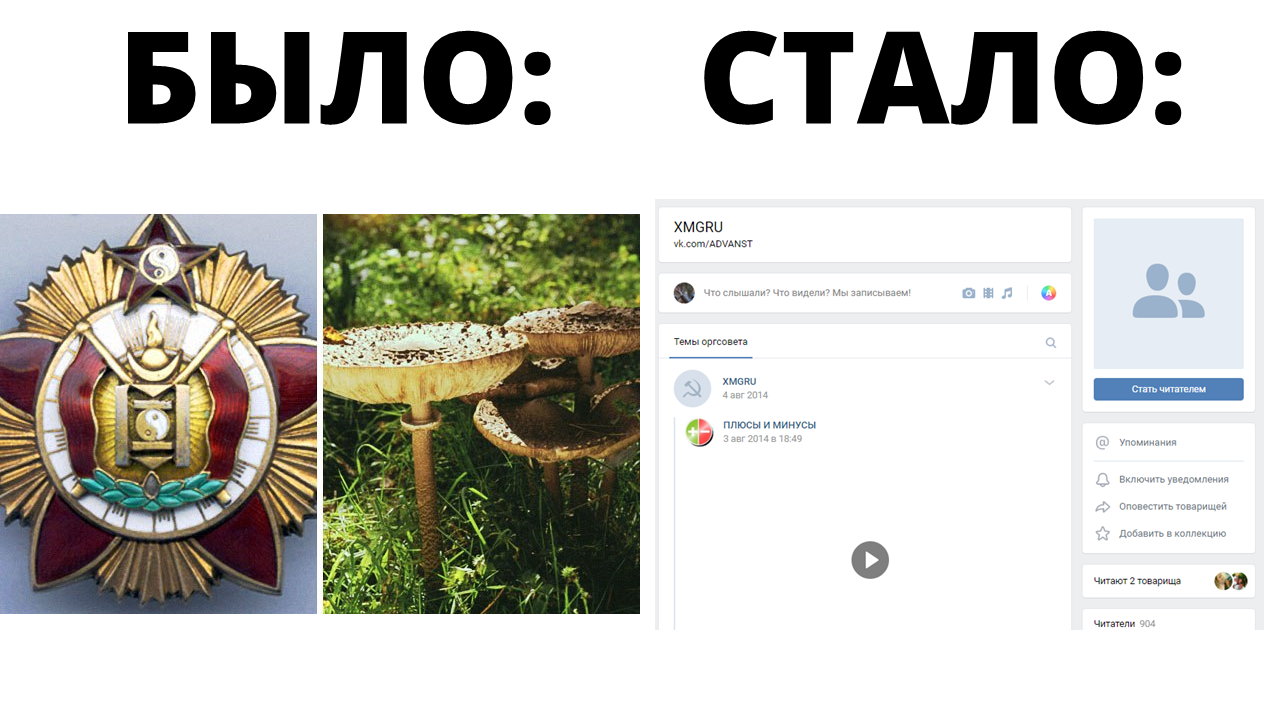 БЫЛО:
СТАЛО:
XMGRU
vk.com/ADVANST
Что слышали? Что видели? Мы записываем!
Темы оргсовета
XMGRU
4 авг 2014
ПЛЮСЫ И МИНУСЫ
3 авг 2014 в 18:49
Стать читателем
Упоминания
Включить уведомления
Оповестить товарищей
Добавить в коллекцию
Читают 2 товарища
Читатели 904